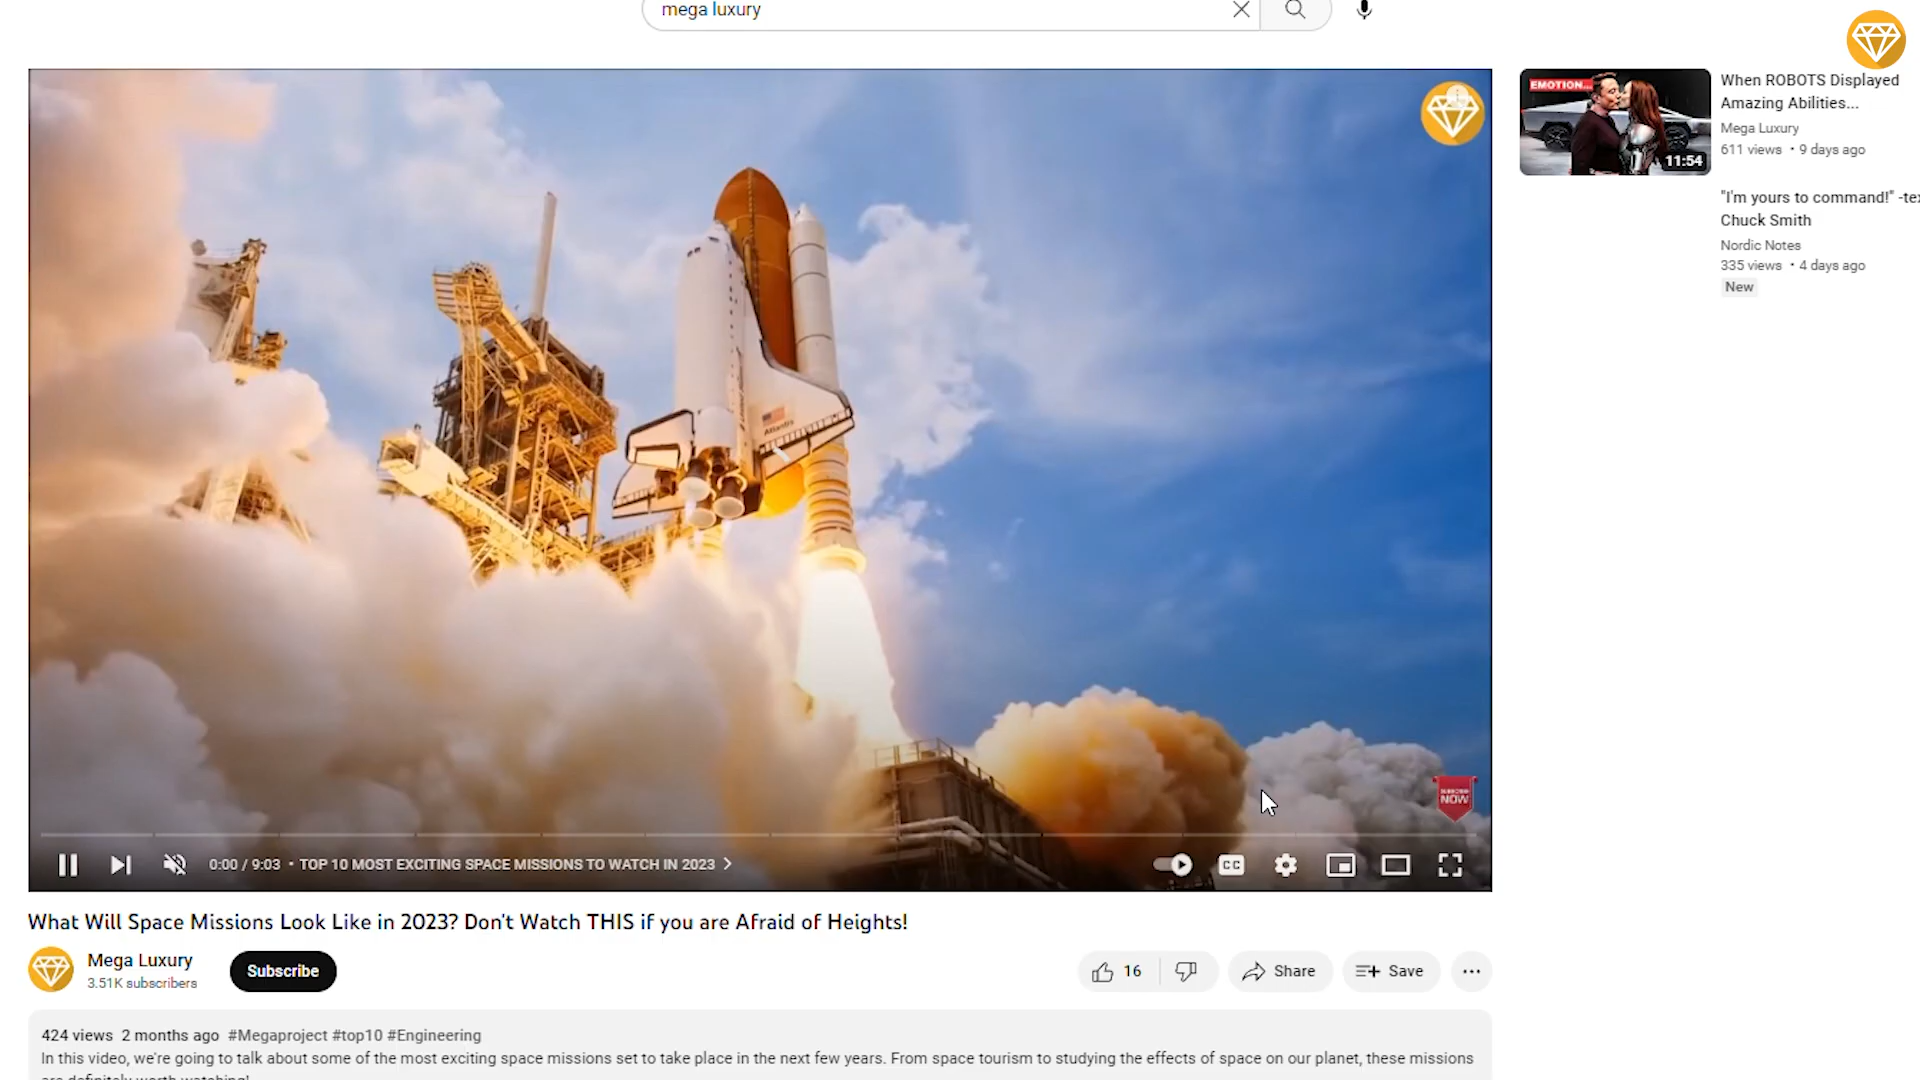 mega luxury
EMOTION...
11:54
When ROBOTS Displayed
Amazing Abilities...
Mega Luxury
611 views • 9 days ago
"I'm yours to command!" -te
Chuck Smith
Nordic Notes
335 views • 4 days ago
New
Atlantis
SUBSCRIBE
NOW
0:00 / 9:03 • TOP 10 MOST EXCITING SPACE MISSIONS TO WATCH IN 2023
CC
What Will Space Missions Look Like in 2023? Don't Watch THIS if you are Afraid of Heights!
Mega Luxury
3.51K subscribers
Subscribe
16
Share
Save
424 views 2 months ago #Megaproject #top10 #Engineering
In this video, we're going to talk about some of the most exciting space missions set to take place in the next few years. From space tourism to studying the effects of space on our planet, these missions
are definitely worth watching!